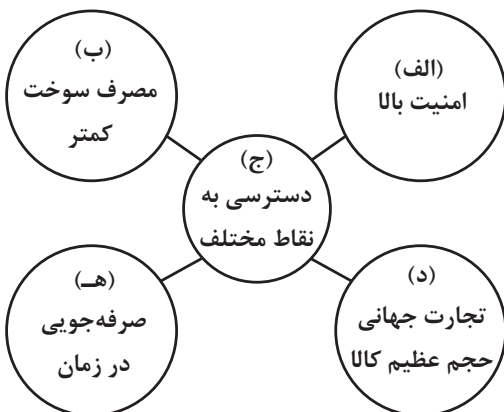 (الف)
امنیت بالا
(ب)
مصرف سوخت
کمتر
(ج)
دسترسی به
نقاط مختلف
(د)
تجارت جهانی
حجم عظیم کالا
(هـ)
صرفه‌جویی
در زمان